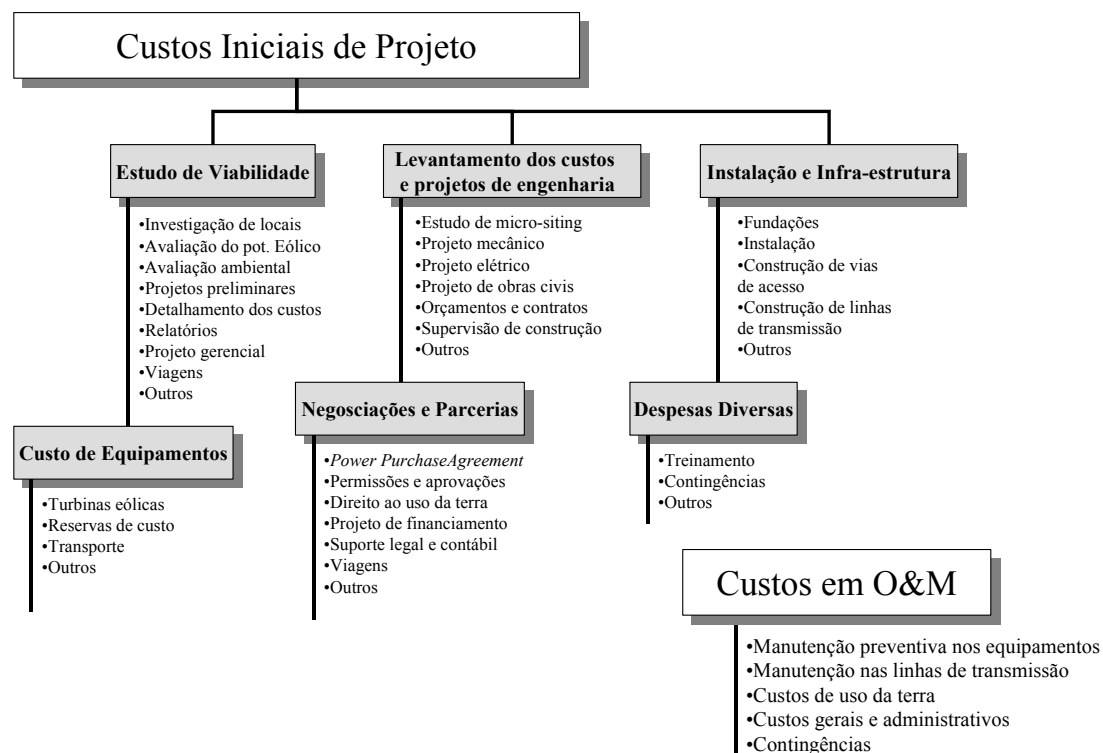 Custos Iniciais de Projeto
Estudo de Viabilidade
•Investigação de locais
•Avaliação do pot. Eólico
•Avaliação ambiental
•Projetos preliminares
•Detalhamento dos custos
•Relatórios
•Projeto gerencial
•Viagens
•Outros
Custo de Equipamentos
•Turbinas eólicas
•Reservas de custo
•Transporte
•Outros
Levantamento dos custos
e projetos de engenharia
•Estudo de micro-siting
•Projeto mecânico
•Projeto elétrico
•Projeto de obras civis
•Orçamentos e contratos
•Supervisão de construção
•Outros
Negosciações e Parcerias
•Power PurchaseAgreement
•Permissões e aprovações
•Direito ao uso da terra
•Projeto de financiamento
•Suporte legal e contábil
•Viagens
•Outros
Instalação e Infra-estrutura
•Fundações
•Instalação
•Construção de vias
de acesso
•Construção de linhas
de transmissão
•Outros
Despesas Diversas
•Treinamento
•Contingências
•Outros
Custos em O&M
•Manutenção preventiva nos equipamentos
•Manutenção nas linhas de transmissão
•Custos de uso da terra
•Custos gerais e administrativos
•Contingências